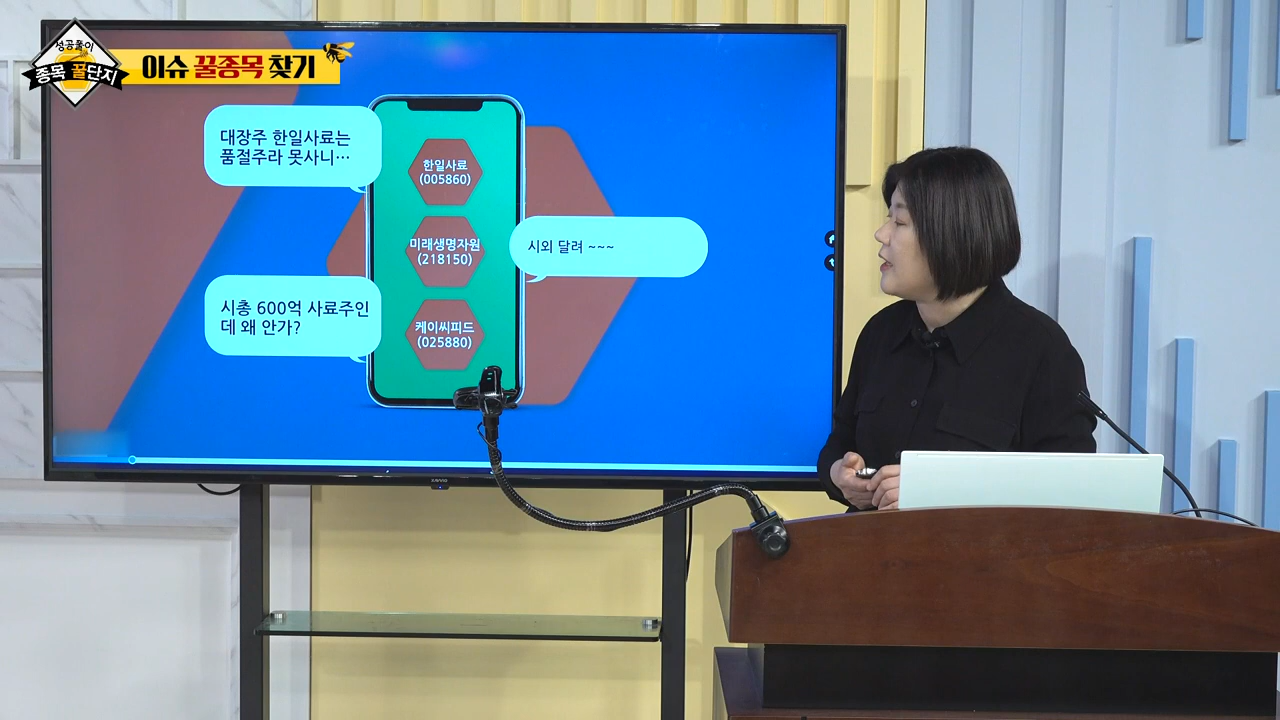 성공풀이
종목 꿀단지
이슈 꿀종목 찾기
대장주 한일사료는
품절주라 못사니…
한일사료
(005860)
미래생명자원
(218150)
시외 달려 ~~~
시총 600억 사료주인
데 왜 안가?
케이씨피드
(025880)